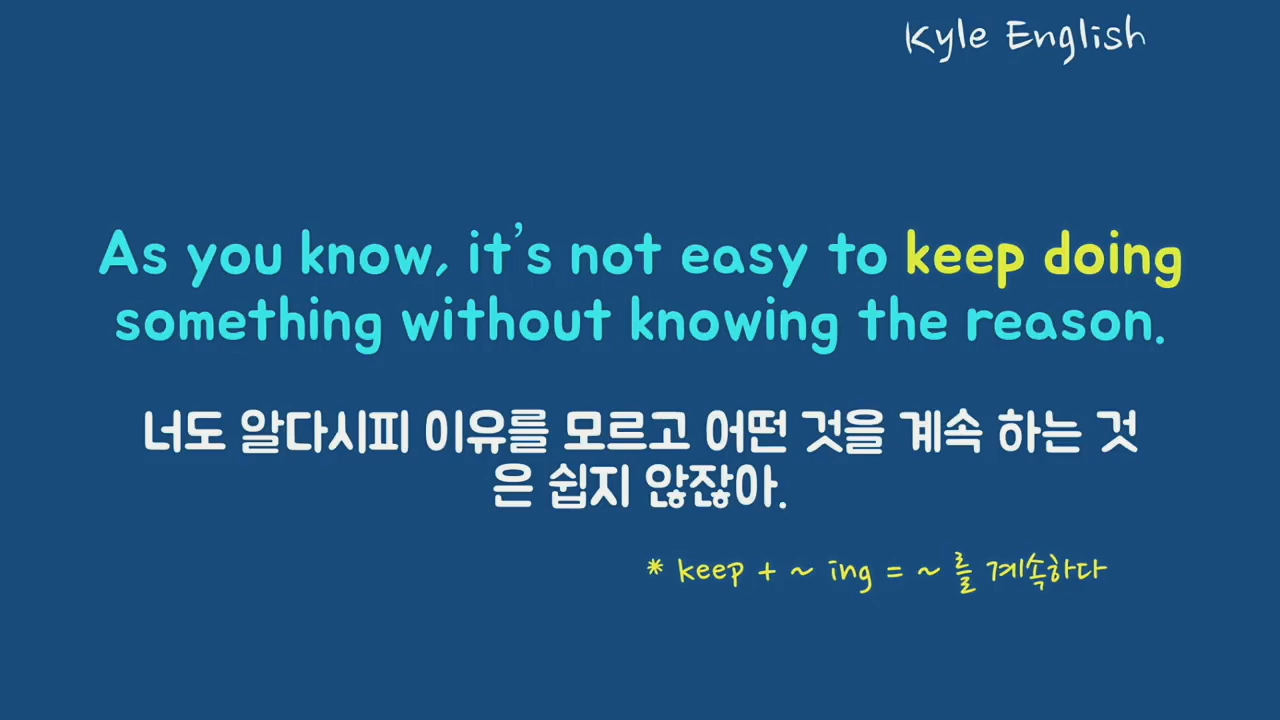 Kyle English
As you know, it's not easy to keep doing
something without knowing the reason.
너도 알다시피 이유를 모르고 어떤 것을 계속 하는 것
은 쉽지 않잖아.
* keep + ~ ing = ~ 를 계속하다